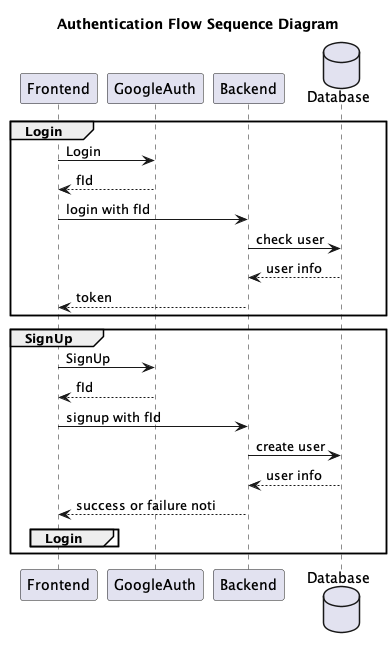 Authentication Flow Sequence Diagram
Frontend GoogleAuth Backend Database
Login
Login
fId
login with fId
check user
user info
token
SignUp
SignUp
fId
signup with fId
create user
user info
success or failure noti
Login
Frontend GoogleAuth Backend Database